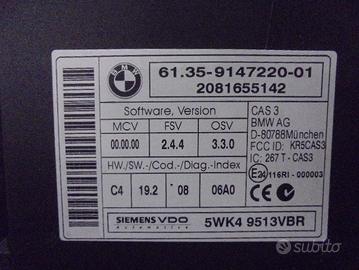 BMW
61.35-9147220-01
2081655142
Software, Version
MCV FSV OSV
00.00.00 2.4.4 3.3.0
HW./SW.-/Cod.-/Diag.-Index
C4 19.2 08 06A0
CAS 3
BMW AG
D-80788München
FCC ID: KR5CAS3
IC: 267 T - CAS3
E24 116RI - 000003
SIEMENS VDO
Automotive
5WK4 9513VBR
subito